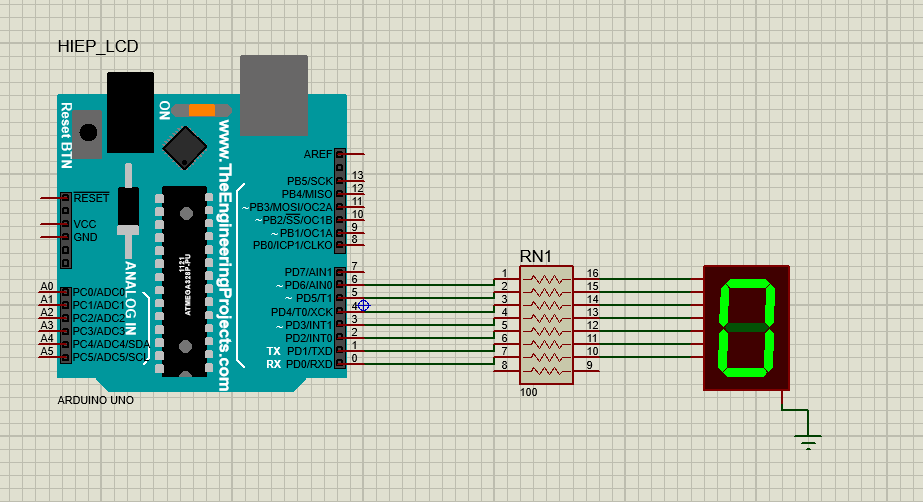 HIEP_LCD
Reset BTN
ON
www.TheEngineeringProjects.com
AREF
PB5/SCK 13
PB4/MISO 12
~PB3/MOSI/OC2A 11
~PB2/SS/OC1B 10
~PB1/OC1A 9
PB0/ICP1/CLKO 8
RESET
VCC
GND
1121
ATMEGA328P-PU
ANALOG IN
PD7/AIN1 7
~PD6/AIN0 6
~PD5/T1 5
PD4/T0/XCK 4
~PD3/INT1 3
PD2/INT0 2
TX PD1/TXD 1
RX PD0/RXD 0
A0 PC0/ADC0
A1 PC1/ADC1
A2 PC2/ADC2
A3 PC3/ADC3
A4 PC4/ADC4/SDA
A5 PC5/ADC5/SCL
ARDUINO UNO
RN1
1 16
2 15
3 14
4 13
5 12
6 11
7 10
8 9
100
0